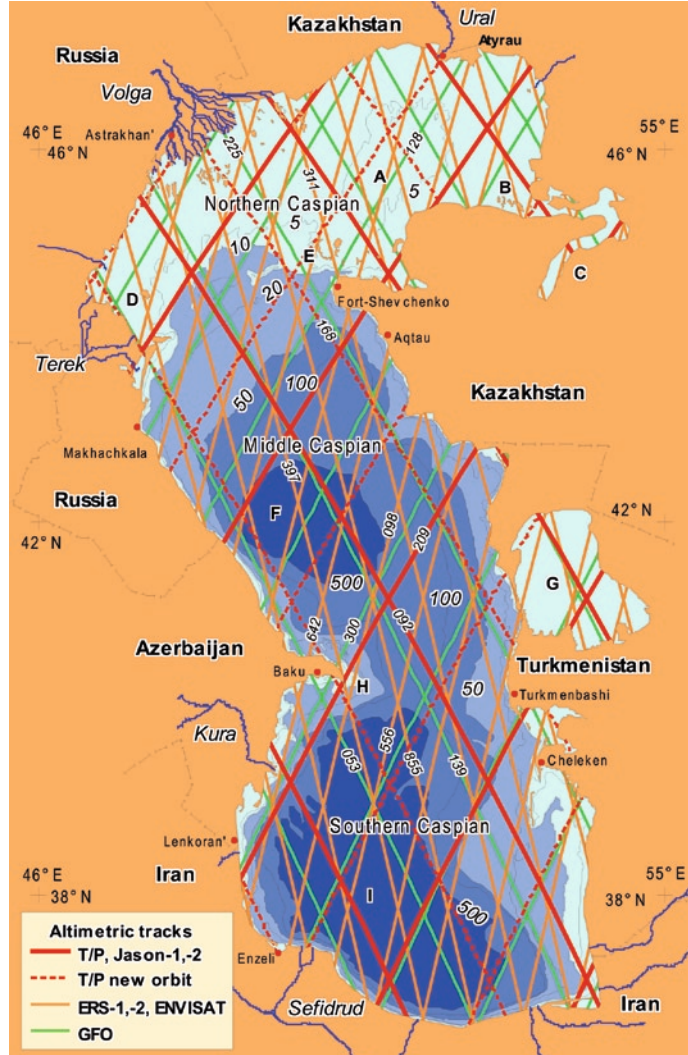 Kazakhstan
Ural
Russia
Atyrau
Volga
46° E
46° N
Astrakhan'
55° E
46° N
225
128
311
A
B
5
Northern Caspian
5
10
E
C
D
20
Fort-Shevchenko
168
Aqtau
Terek
100
50
Kazakhstan
Middle Caspian
Makhachkala
397
Russia
F
42° N
42° N
098
209
500
G
100
092
642
300
Azerbaijan
Turkmenistan
Baku
H
50
Turkmenbashi
Kura
556
855
053
139
Cheleken
Southern Caspian
Lenkoran'
Iran
46° E
38° N
55° E
38° N
I
500
Altimetric tracks
T/P, Jason-1,-2
T/P new orbit
ERS-1,-2, ENVISAT
GFO
Enzeli
Sefidrud
Iran